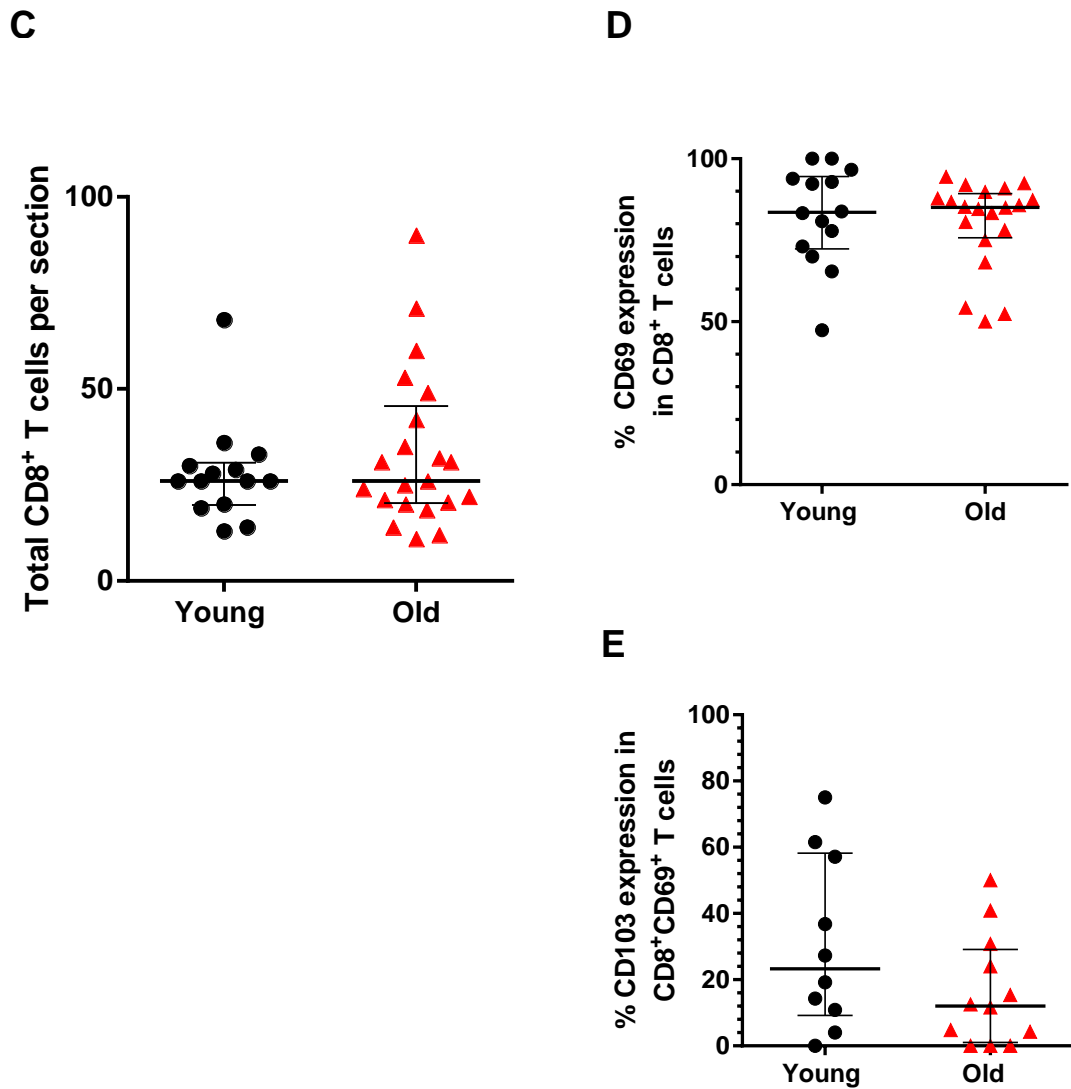 C
Total CD8⁺ T cells per section
100
50
0
Young Old
D
% CD69 expression
in CD8⁺ T cells
100
50
0
Young Old
E
% CD103 expression in
CD8⁺CD69⁺ T cells
100
80
60
40
20
0
Young Old